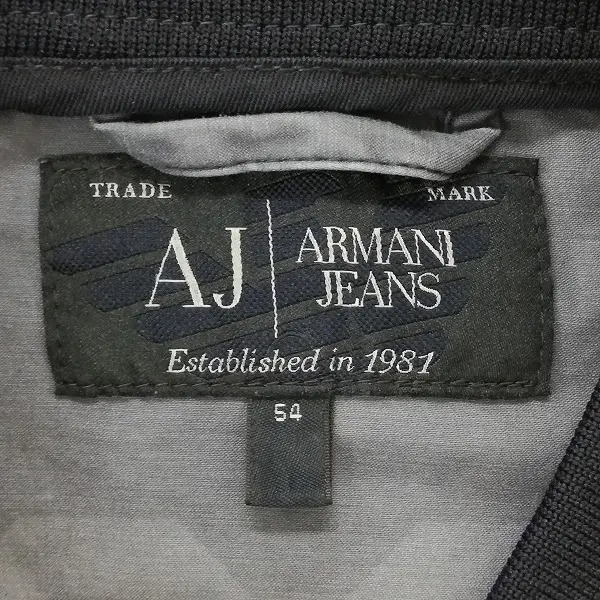 TRADE MARK
AJ ARMANI
JEANS
Established in 1981
54